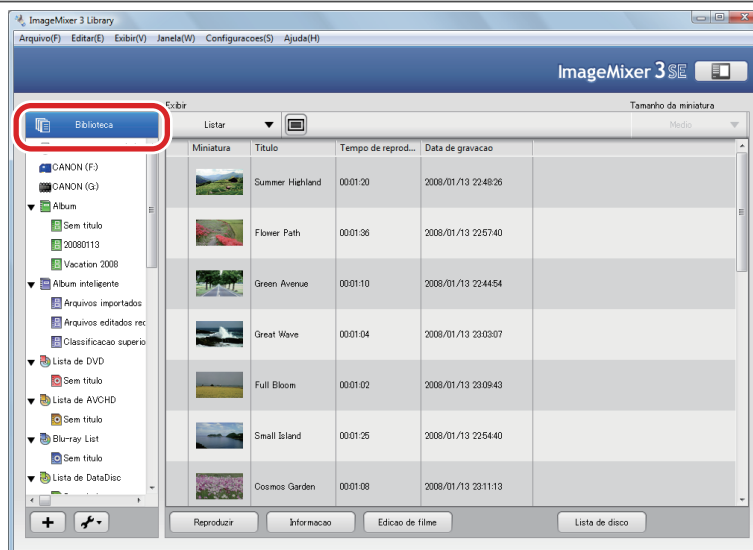 ImageMixer 3 Library
Arquivo(F) Editar(E) Exibir(V) Janela(W) Configuracoes(S) Ajuda(H)
ImageMixer 3 SE
Biblioteca
Exibir
Tamanho da miniatura
Listar
Medio
CANON (F:)
CANON (G:)
Album
Sem titulo
20080113
Vacation 2008
Album inteligente
Arquivos importados
Arquivos editados rec
Classificacao superio
Lista de DVD
Sem titulo
Lista de AVCHD
Sem titulo
Blu-ray List
Sem titulo
Lista de DataDisc
Miniatura Titulo Tempo de reprod... Data de gravacao
Summer Highland 00:01:20 2008/01/13 22:48:26
Flower Path 00:01:36 2008/01/13 22:57:40
Green Avenue 00:01:10 2008/01/13 22:44:54
Great Wave 00:01:04 2008/01/13 23:03:07
Full Bloom 00:01:02 2008/01/13 23:09:43
Small Island 00:01:25 2008/01/13 22:54:40
Cosmos Garden 00:01:08 2008/01/13 23:11:13
Reproduzir Informacao Edicao de filme Lista de disco